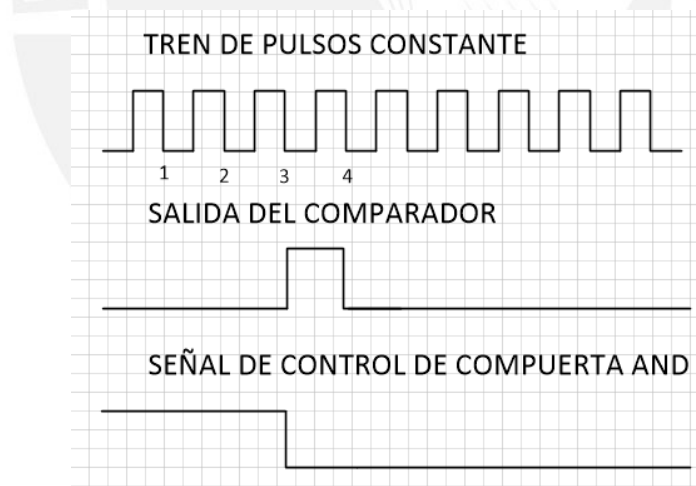 TREN DE PULSOS CONSTANTE
1 2 3 4
SALIDA DEL COMPARADOR
SEÑAL DE CONTROL DE COMPUERTA AND